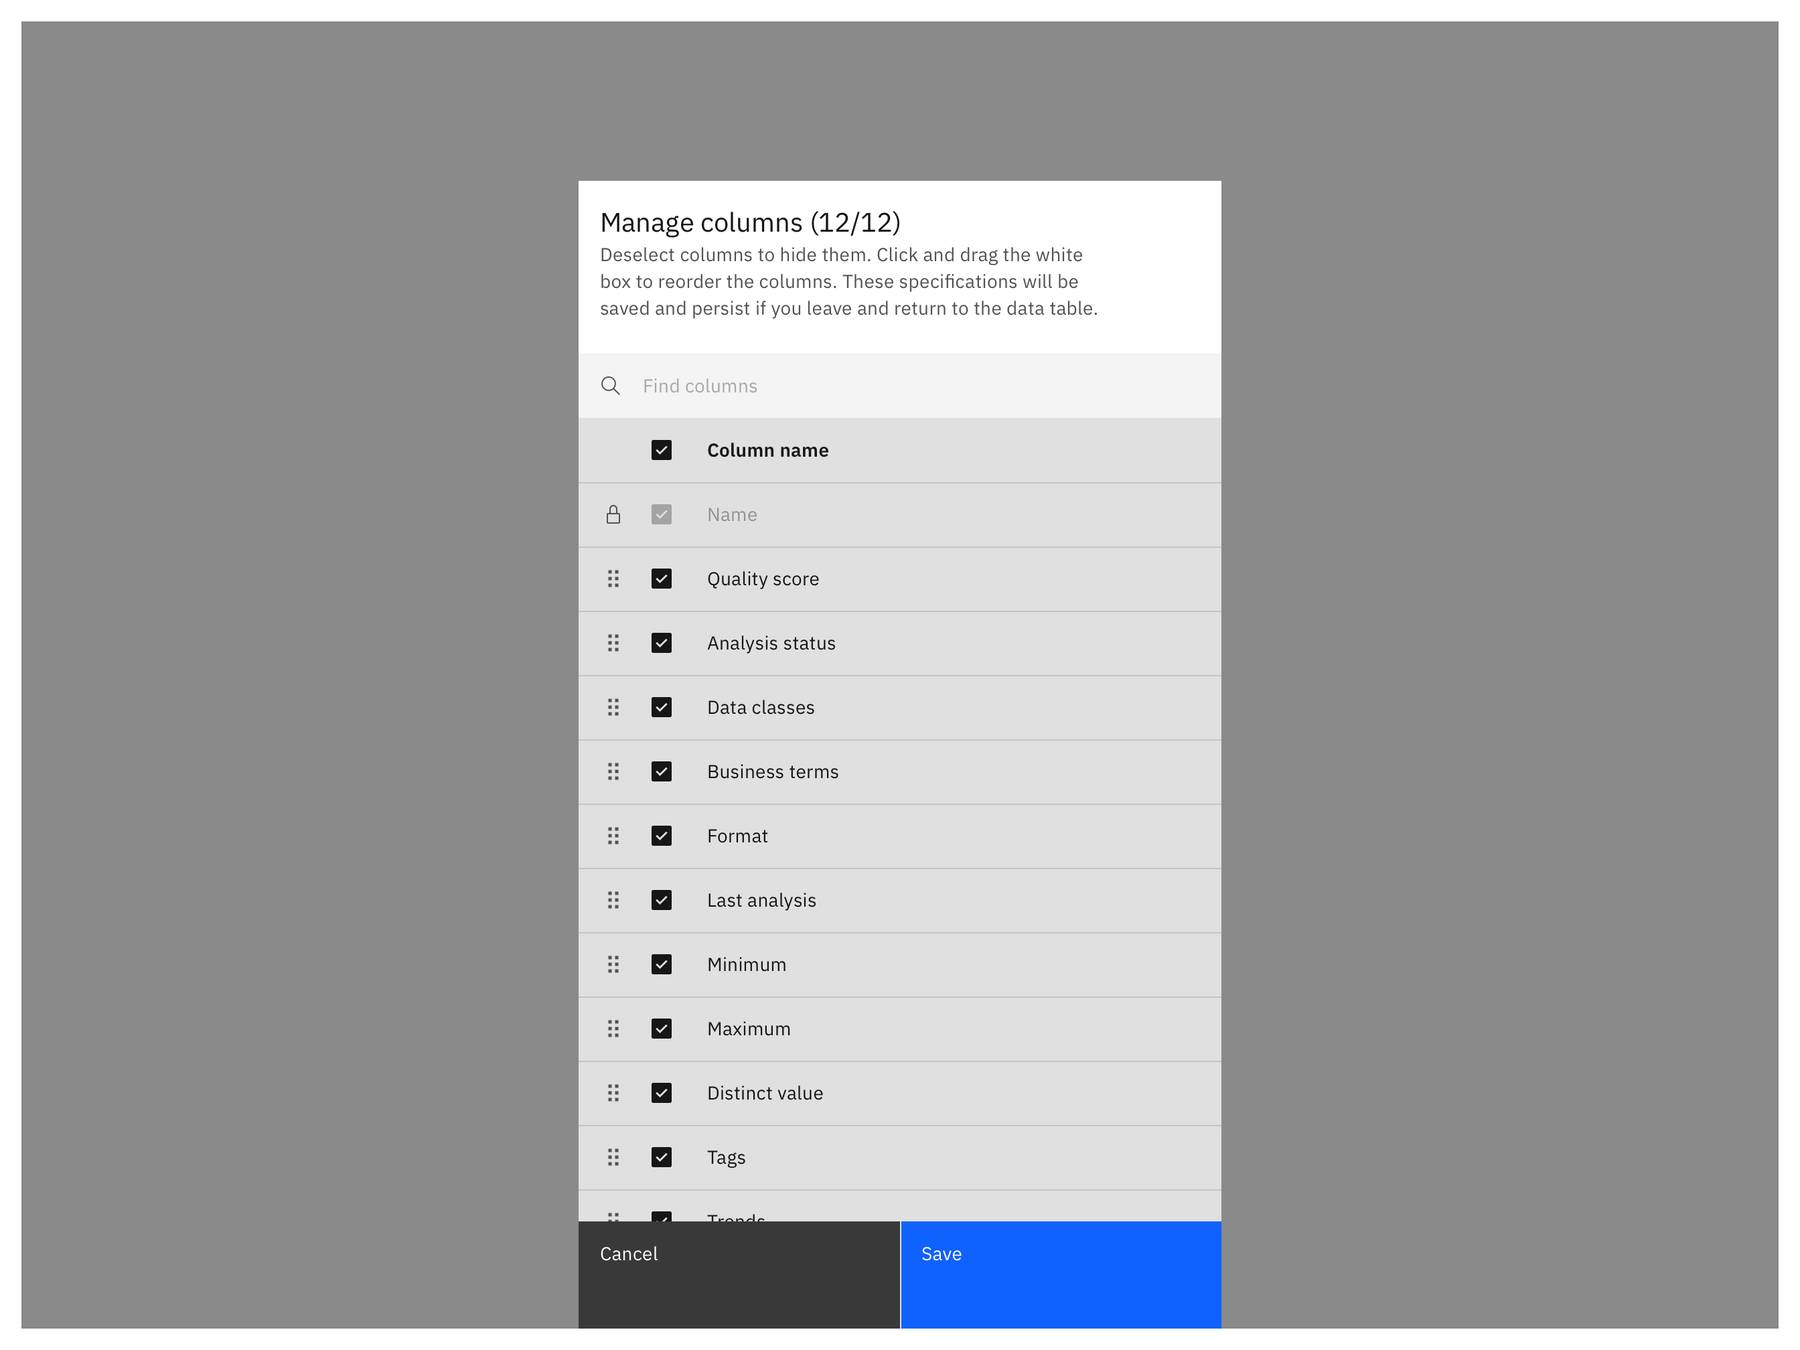 Manage columns (12/12)
Deselect columns to hide them. Click and drag the white
box to reorder the columns. These specifications will be
saved and persist if you leave and return to the data table.
Find columns
Column name
Name
Quality score
Analysis status
Data classes
Business terms
Format
Last analysis
Minimum
Maximum
Distinct value
Tags
Trends
Cancel
Save